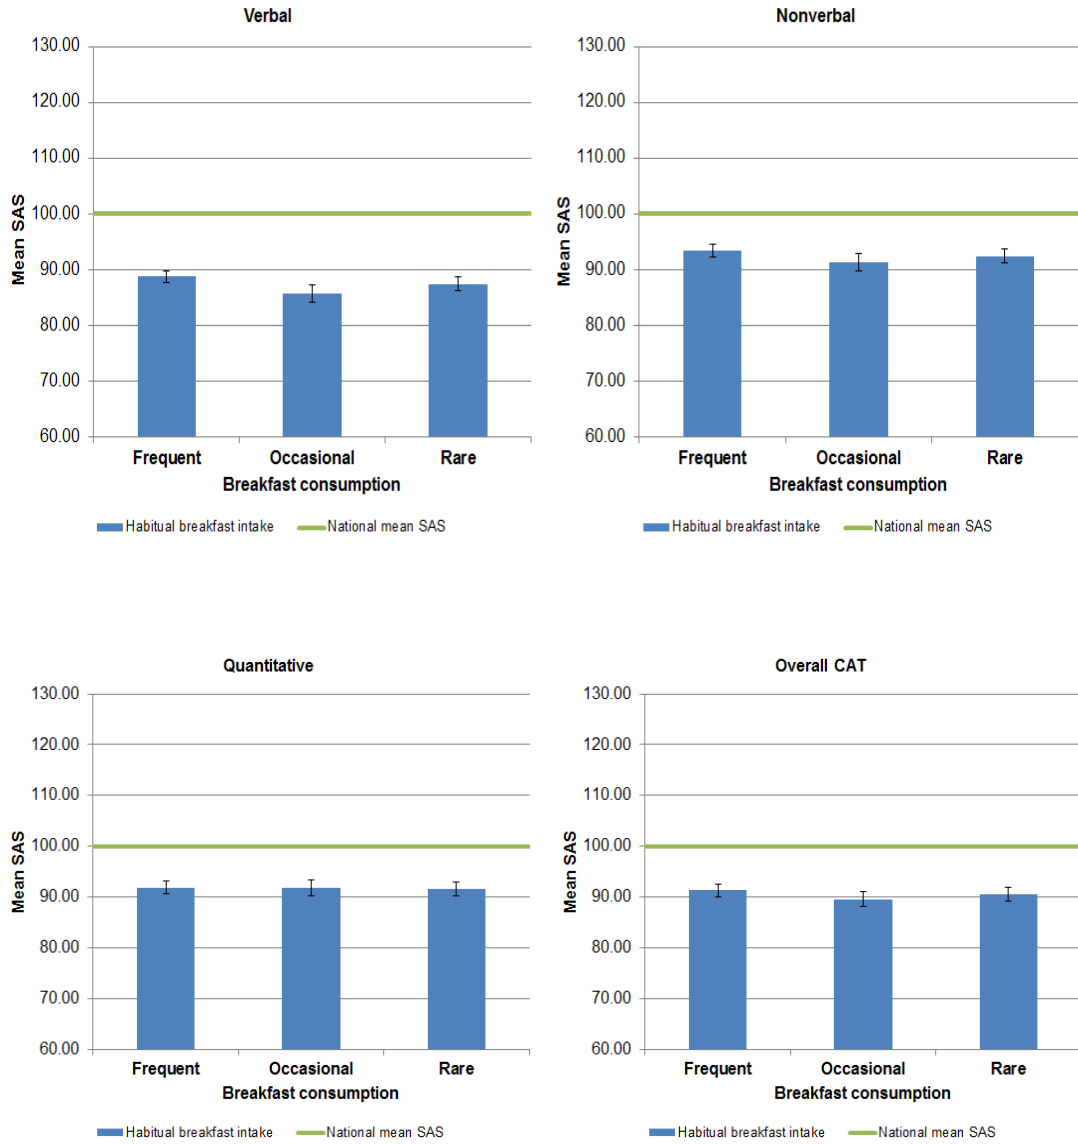 Verbal
130.00
120.00
110.00
100.00
90.00
80.00
70.00
60.00
Mean SAS
Frequent Occasional Rare
Breakfast consumption
Habitual breakfast intake National mean SAS
Nonverbal
130.00
120.00
110.00
100.00
90.00
80.00
70.00
60.00
Mean SAS
Frequent Occasional Rare
Breakfast consumption
Habitual breakfast intake National mean SAS
Quantitative
130.00
120.00
110.00
100.00
90.00
80.00
70.00
60.00
Mean SAS
Frequent Occasional Rare
Breakfast consumption
Habitual breakfast intake National mean SAS
Overall CAT
130.00
120.00
110.00
100.00
90.00
80.00
70.00
60.00
Mean SAS
Frequent Occasional Rare
Breakfast consumption
Habitual breakfast intake National mean SAS